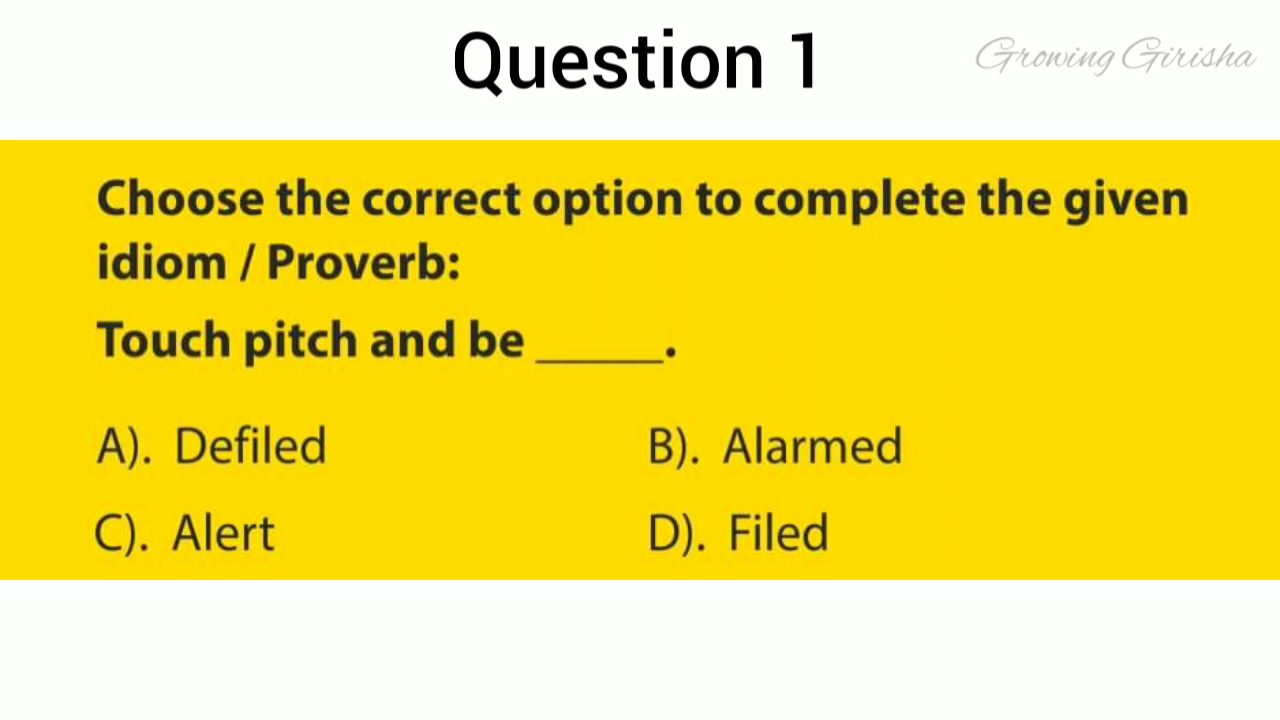 Question 1
Growing Girisha
Choose the correct option to complete the given
idiom / Proverb:
Touch pitch and be _____.
A). Defiled
B). Alarmed
C). Alert
D). Filed